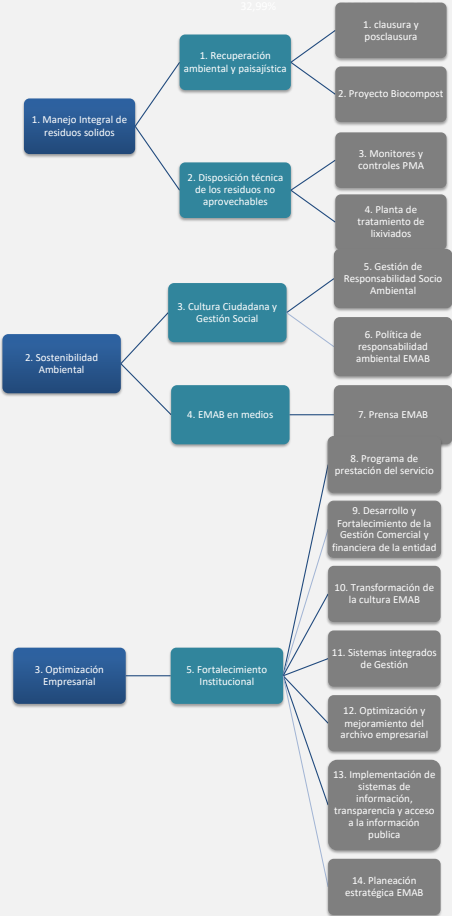 32,99%
1. Manejo Integral de
residuos solidos
1. Recuperación
ambiental y paisajística
1. clausura y
posclausura
2. Proyecto Biocompost
2. Disposición técnica
de los residuos no
aprovechables
3. Monitores y
controles PMA
4. Planta de
tratamiento de
lixiviados
2. Sostenibilidad
Ambiental
3. Cultura Ciudadana y
Gestión Social
5. Gestión de
Responsabilidad Socio
Ambiental
6. Política de
responsabilidad
ambiental EMAB
4. EMAB en medios
7. Prensa EMAB
3. Optimización
Empresarial
5. Fortalecimiento
Institucional
8. Programa de
prestación del servicio
9. Desarrollo y
Fortalecimiento de la
Gestión Comercial y
financiera de la entidad
10. Transformación de
la cultura EMAB
11. Sistemas integrados
de Gestión
12. Optimización y
mejoramiento del
archivo empresarial
13. Implementación de
sistemas de
información,
transparencia y acceso
a la información
publica
14. Planeación
estratégica EMAB